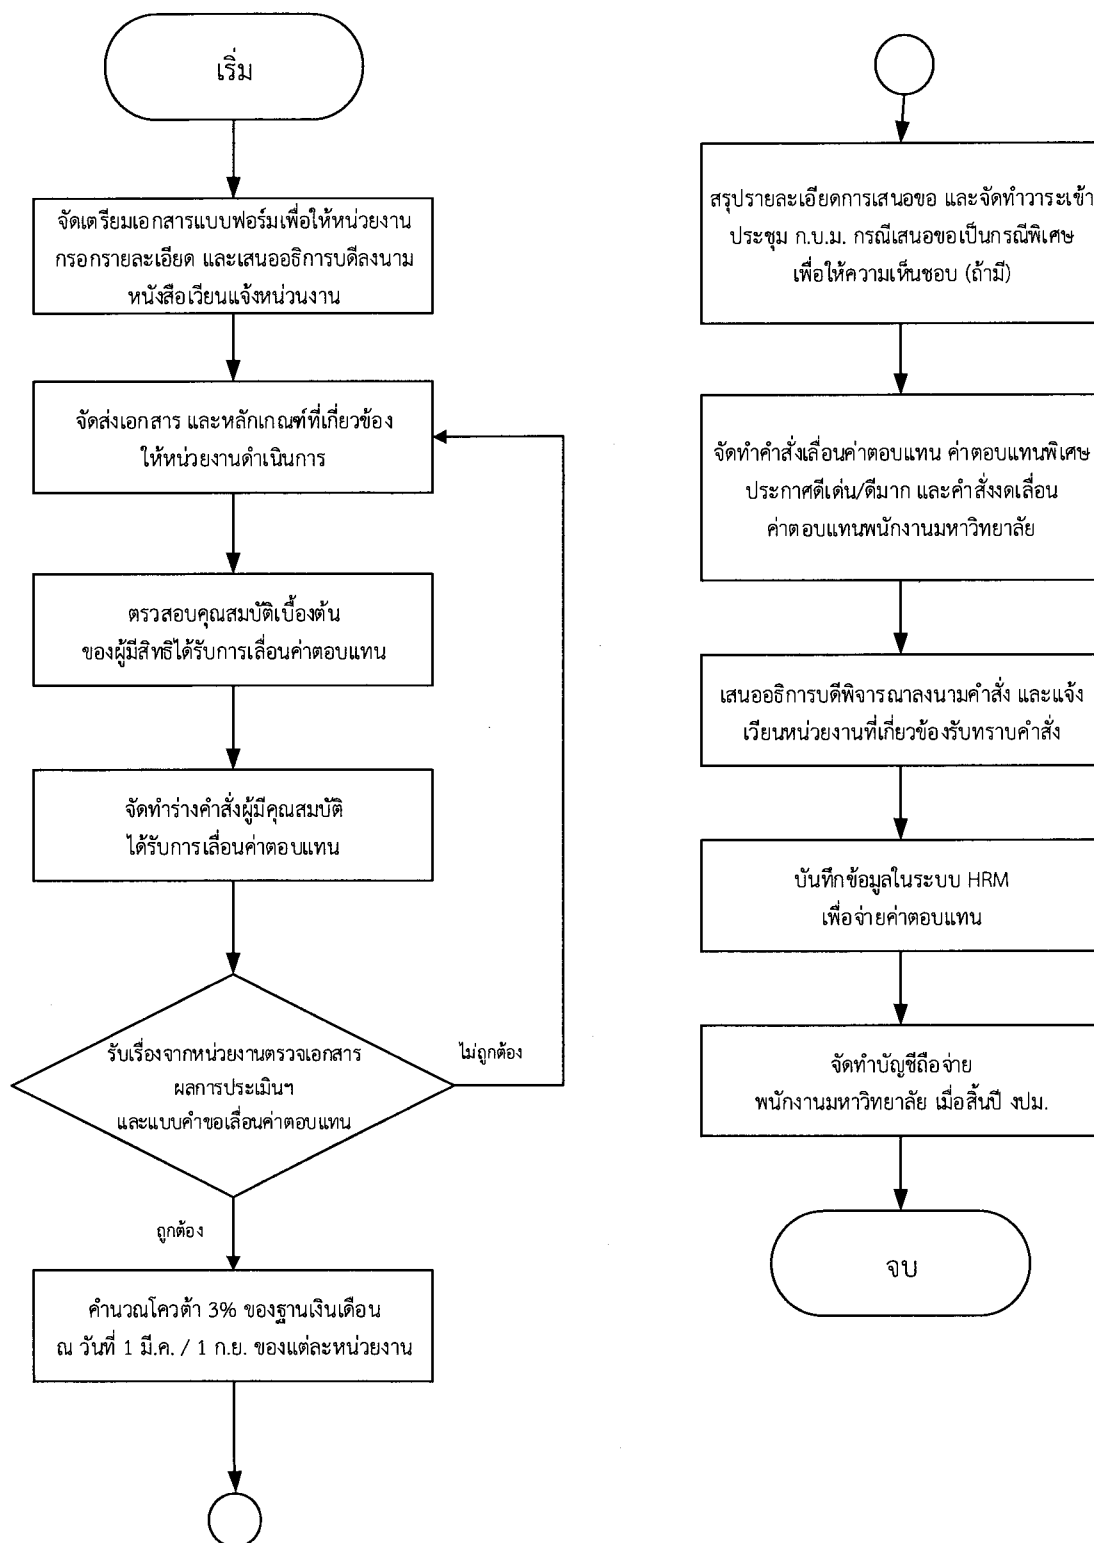 เริ่ม
จัดเตรียมเอกสารแบบฟอร์มเพื่อให้หน่วยงาน
กรอกรายละเอียด และเสนออธิการบดีลงนาม
หนังสือเวียนแจ้งหน่วนงาน
จัดส่งเอกสาร และหลักเกณฑ์ที่เกี่ยวข้อง
ให้หน่วยงานดำเนินการ
ตรวสอบคุณสมบัติเบื้องต้น
ของผู้มีสิทธิได้รับการเลื่อนค่าตอบแทน
จัดทำร่างคำสั่งผู้มีคุณสมบัติ
ได้รับการเลื่อนค่าตอบแทน
รับเรื่องจากหน่วยงานตรวจเอกสาร
ผลการประเมินฯ
และแบบคำขอเลื่อนค่าตอบแทน
ไม่ถูกต้อง
ถูกต้อง
คำนวณโควต้า 3% ของฐานเงินเดือน
ณ วันที่ 1 มี.ค. / 1 ก.ย. ของแต่ละหน่วยงาน
สรุปรายละเอียดการเสนอขอ และจัดทำวาระเข้า
ประชุม ก.บ.ม. กรณีเสนอขอเป็นกรณีพิเศษ
เพื่อให้ความเห็นชอบ (ถ้ามี)
จัดทำคำสั่งเลื่อนค่าตอบแทน ค่าตอบแทนพิเศษ
ประกาศดีเด่น/ดีมาก และคำสั่งงดเลื่อน
ค่าตอบแทนพนักงานมหาวิทยาลัย
เสนออธิการบดีพิจารณาลงนามคำสั่ง และแจ้ง
เวียนหน่วยงานที่เกี่ยวข้องรับทราบคำสั่ง
บันทึกข้อมูลในระบบ HRM
เพื่อจ่ายค่าตอบแทน
จัดทำบัญชีถือจ่าย
พนักงานมหาวิทยาลัย เมื่อสิ้นปี งปม.
จบ